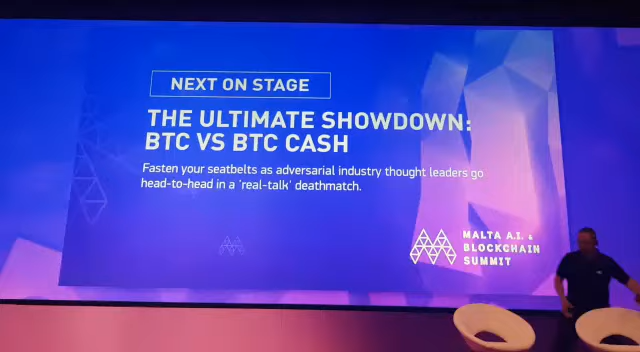 NEXT ON STAGE
THE ULTIMATE SHOWDOWN:
BTC VS BTC CASH
Fasten your seatbelts as adversarial industry thought leaders go
head-to-head in a 'real-talk' deathmatch.
MALTA A.I. &
BLOCKCHAIN
SUMMIT